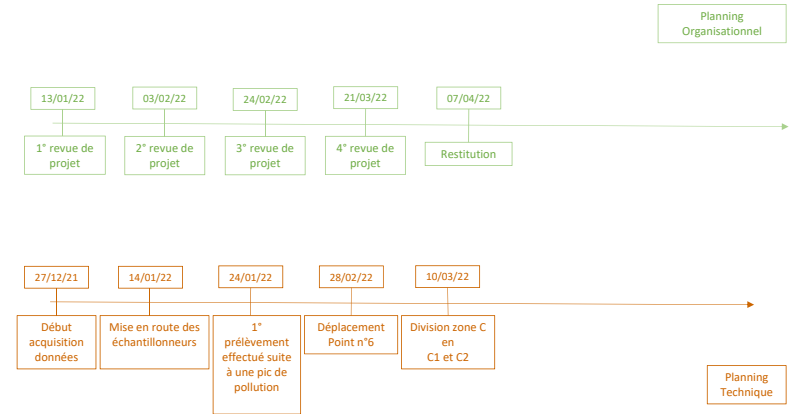 Planning
Organisationnel
13/01/22
03/02/22
24/02/22
21/03/22
07/04/22
1° revue de
projet
2° revue de
projet
3° revue de
projet
4° revue de
projet
Restitution
27/12/21
14/01/22
24/01/22
28/02/22
10/03/22
Début
acquisition
données
Mise en route des
échantillonneurs
1°
prélèvement
effectué suite
à une pic de
pollution
Déplacement
Point n°6
Division zone C
en
C1 et C2
Planning
Technique